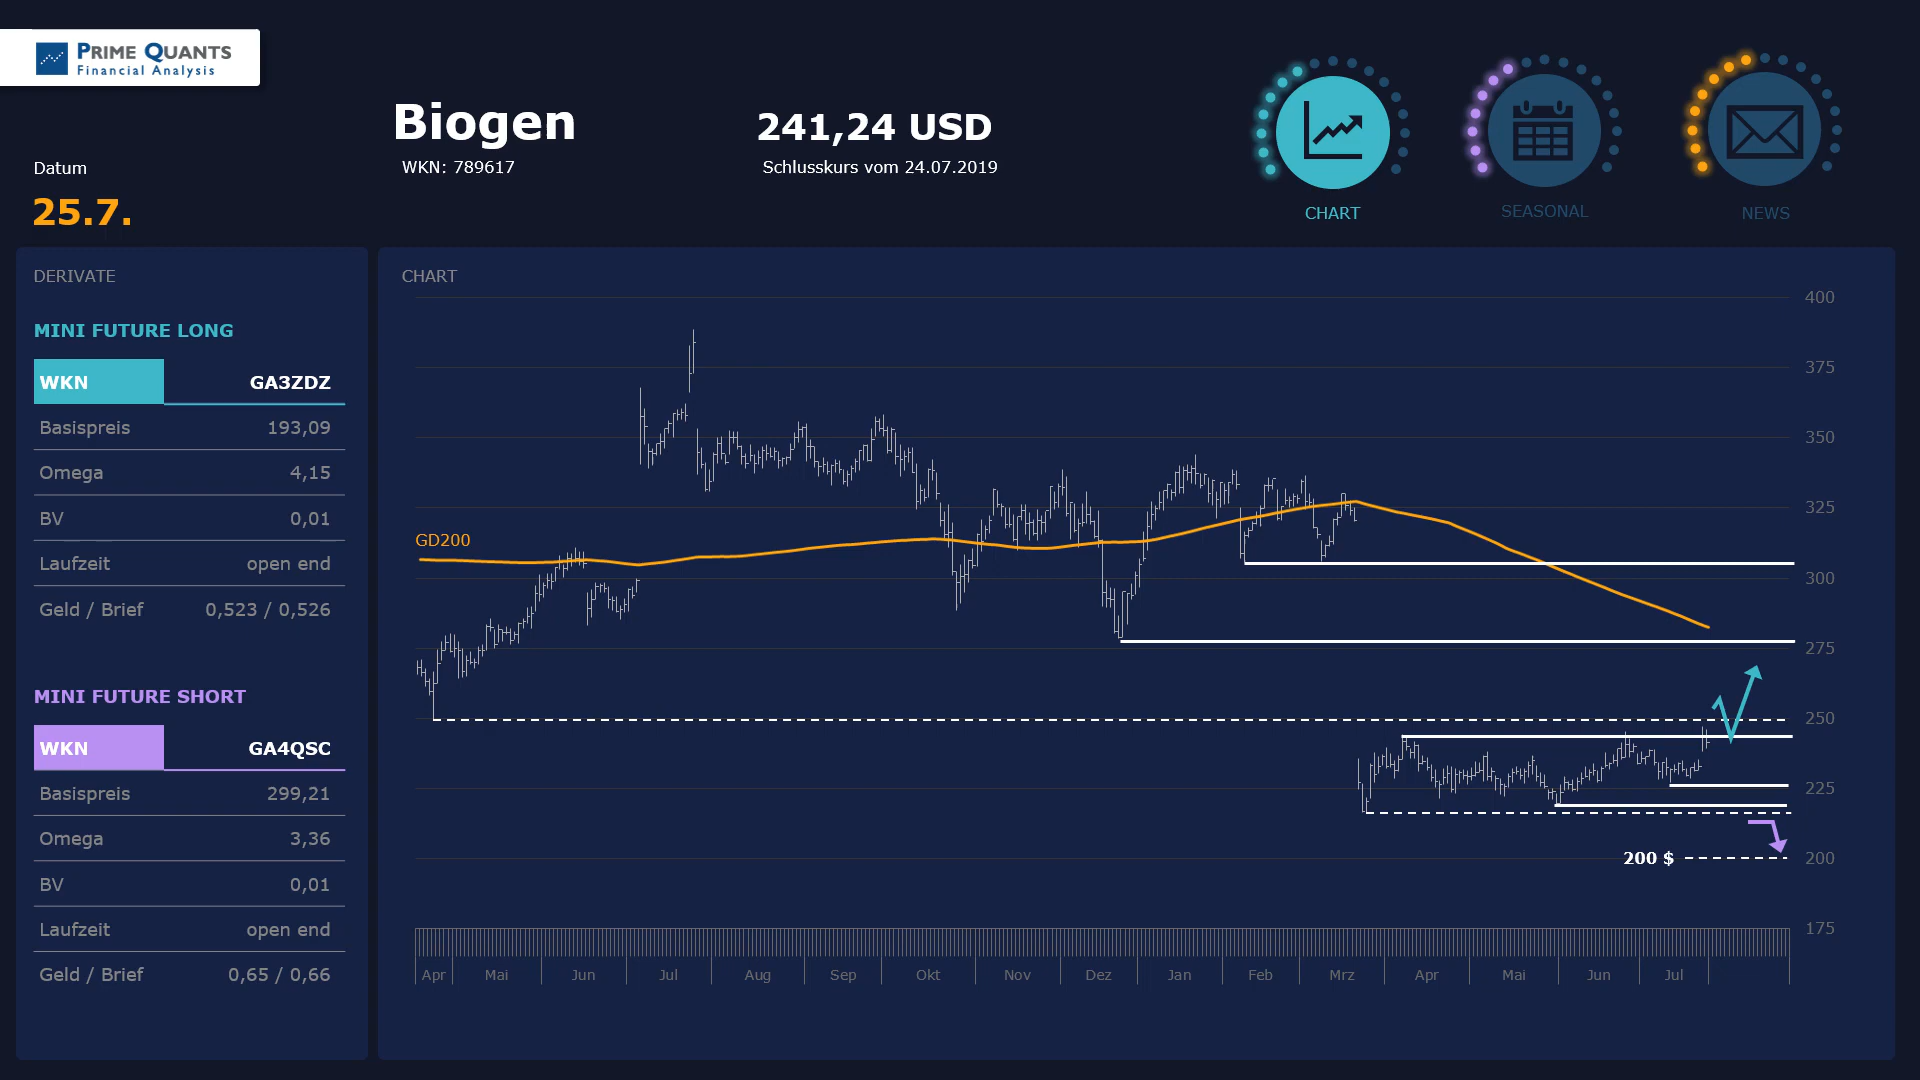 PRIME QUANTS
Financial Analysis
Datum
25.7.
Biogen
WKN: 789617
241,24 USD
Schlusskurs vom 24.07.2019
CHART
SEASONAL
NEWS
DERIVATE
MINI FUTURE LONG
WKN GA3ZDZ
Basispreis 193,09
Omega 4,15
BV 0,01
Laufzeit open end
Geld / Brief 0,523 / 0,526
MINI FUTURE SHORT
WKN GA4QSC
Basispreis 299,21
Omega 3,36
BV 0,01
Laufzeit open end
Geld / Brief 0,65 / 0,66
CHART
400
375
350
325
GD200
300
275
250
225
200 $ 200
175
Apr Mai Jun Jul Aug Sep Okt Nov Dez Jan Feb Mrz Apr Mai Jun Jul